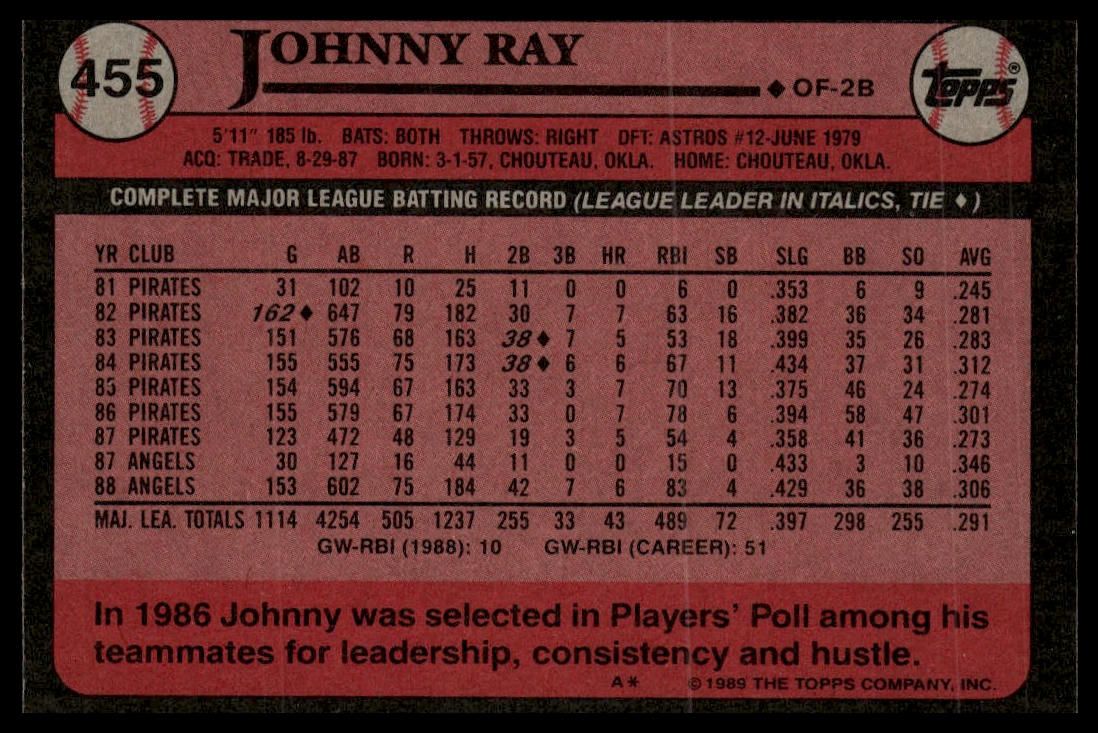 455
JOHNNY RAY
◆ OF-2B
TOPPS®
5'11" 185 lb. BATS: BOTH THROWS: RIGHT DFT: ASTROS #12-JUNE 1979
ACQ: TRADE, 8-29-87 BORN: 3-1-57, CHOUTEAU, OKLA. HOME: CHOUTEAU, OKLA.
COMPLETE MAJOR LEAGUE BATTING RECORD (LEAGUE LEADER IN ITALICS, TIE ♦)
YR CLUB G AB R H 2B 3B HR RBI SB SLG BB SO AVG
81 PIRATES 31 102 10 25 11 0 0 6 0 .353 6 9 .245
82 PIRATES 162♦ 647 79 182 30 7 7 63 16 .382 36 34 .281
83 PIRATES 151 576 68 163 38♦ 7 5 53 18 .399 35 26 .283
84 PIRATES 155 555 75 173 38♦ 6 6 67 11 .434 37 31 .312
85 PIRATES 154 594 67 163 33 3 7 70 13 .375 46 24 .274
86 PIRATES 155 579 67 174 33 0 7 78 6 .394 58 47 .301
87 PIRATES 123 472 48 129 19 3 5 54 4 .358 41 36 .273
87 ANGELS 30 127 16 44 11 0 0 15 0 .433 3 10 .346
88 ANGELS 153 602 75 184 42 7 6 83 4 .429 36 38 .306
MAJ. LEA. TOTALS 1114 4254 505 1237 255 33 43 489 72 .397 298 255 .291
GW-RBI (1988): 10 GW-RBI (CAREER): 51
In 1986 Johnny was selected in Players' Poll among his
teammates for leadership, consistency and hustle.
A* ©1989 THE TOPPS COMPANY, INC.